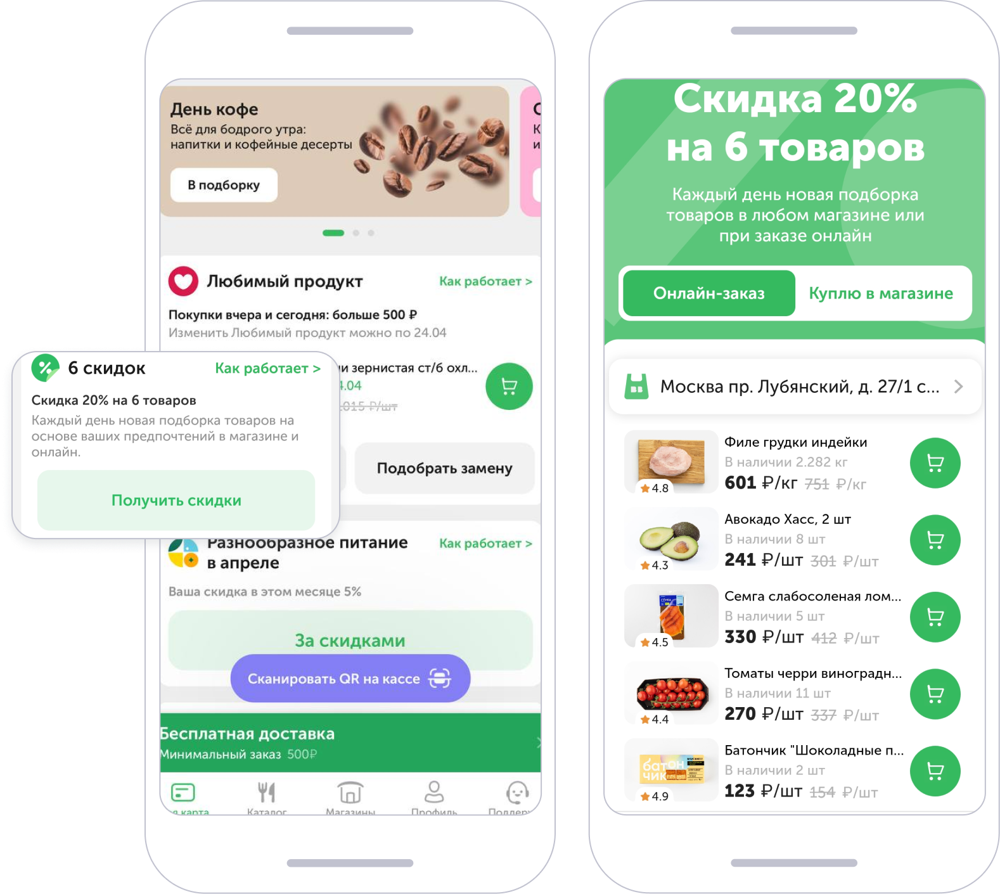 День кофе
Всё для бодрого утра:
напитки и кофейные десерты
В подборку
С
К
и
Любимый продукт
Как работает >
Покупки вчера и сегодня: больше 500 ₽
Изменить Любимый продукт можно по 24.04
зернистая ст/б охл...
.04
015 ₽/шт
Подобрать замену
6 скидок
Как работает >
Скидка 20% на 6 товаров
Каждый день новая подборка товаров на
основе ваших предпочтений в магазине и
онлайн.
Получить скидки
Разнообразное питание
в апреле
Как работает >
Ваша скидка в этом месяце 5%
За скидками
Сканировать QR на кассе
Бесплатная доставка
Минимальный заказ 500₽
я карта
Каталог
Магазины
Профиль
Поддер
Скидка 20%
на 6 товаров
Каждый день новая подборка
товаров в любом магазине или
при заказе онлайн
Онлайн-заказ
Куплю в магазине
ВВ
Москва пр. Лубянский, д. 27/1 с...
Филе грудки индейки
В наличии 2.282 кг
601 ₽/кг 751 ₽/кг
4.8
Авокадо Хасс, 2 шт
В наличии 8 шт
241 ₽/шт 301 ₽/шт
4.3
Семга слабосоленая лом...
В наличии 5 шт
330 ₽/шт 412 ₽/шт
4.5
СЁМГА
Томаты черри виноградн...
В наличии 11 шт
270 ₽/шт 337 ₽/шт
4.4
Батончик "Шоколадные п...
В наличии 2 шт
123 ₽/шт 154 ₽/шт
4.9
батон
чик
ВКУСВИЛЛ